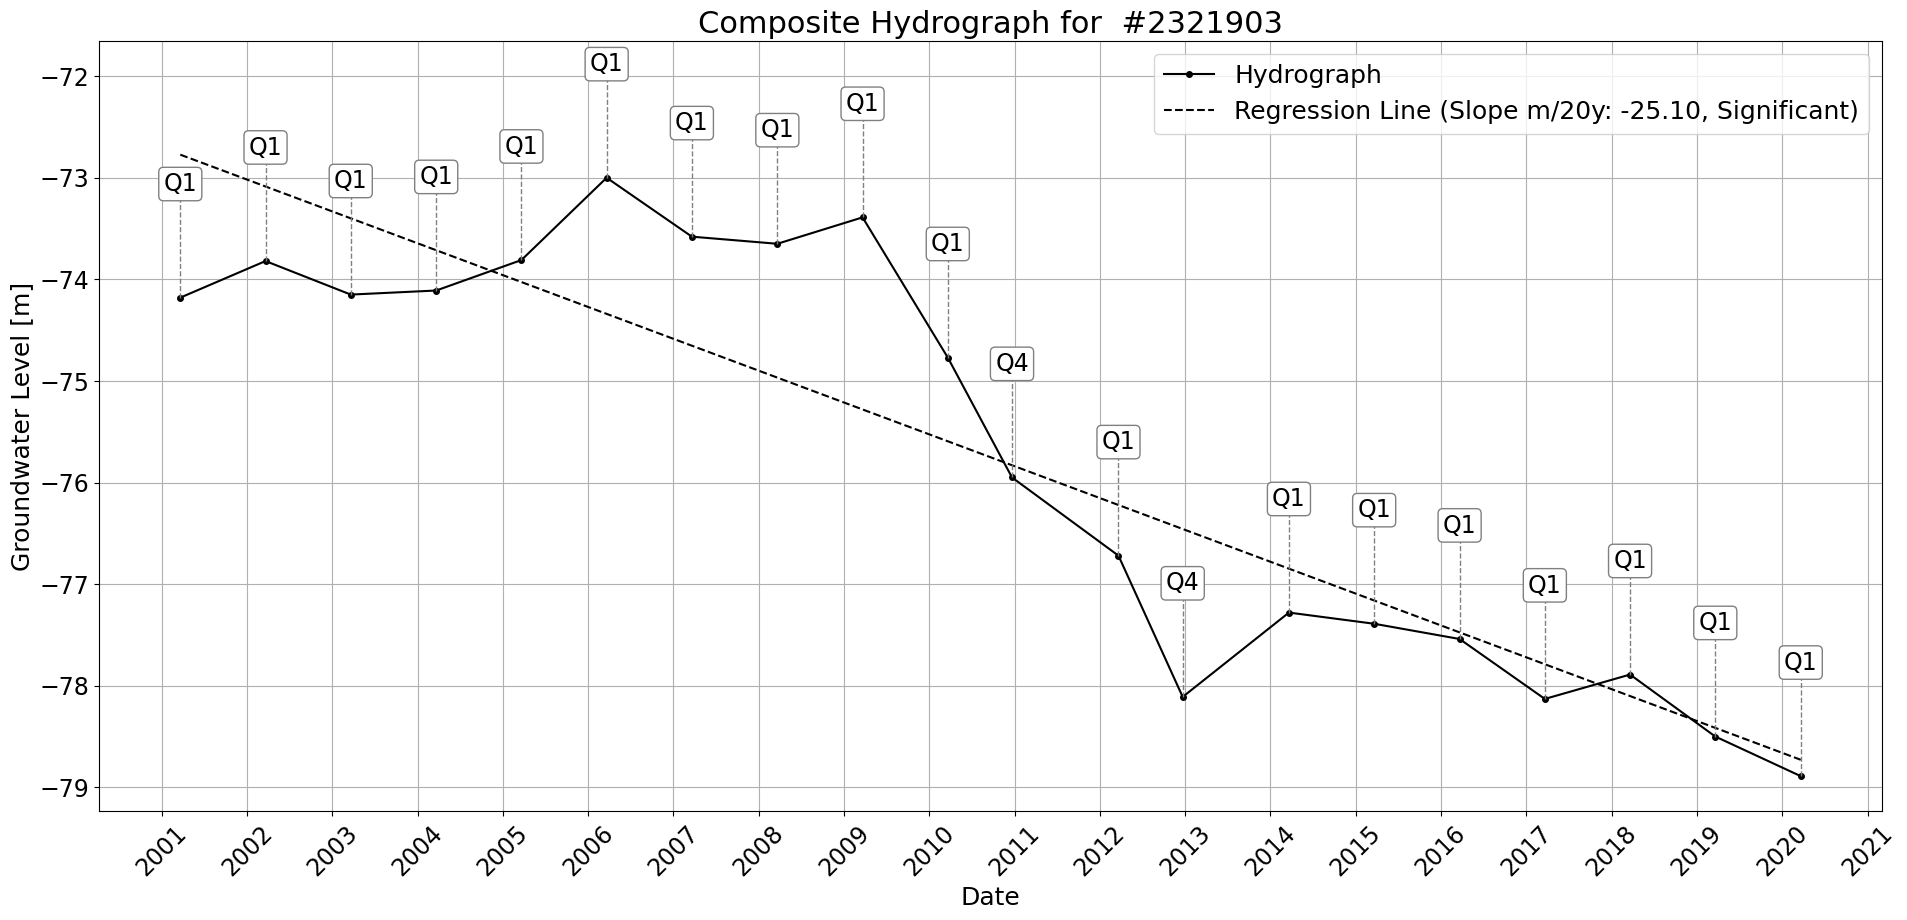 Composite Hydrograph for  #2321903
Hydrograph
Regression Line (Slope m/20y: -25.10, Significant)
Groundwater Level [m]
−72
−73
−74
−75
−76
−77
−78
−79
Q1
Q1
Q1
Q1
Q1
Q1
Q1
Q1
Q1
Q1
Q4
Q1
Q4
Q1
Q1
Q1
Q1
Q1
Q1
Q1
2001
2002
2003
2004
2005
2006
2007
2008
2009
2010
2011
2012
2013
2014
2015
2016
2017
2018
2019
2020
2021
Date